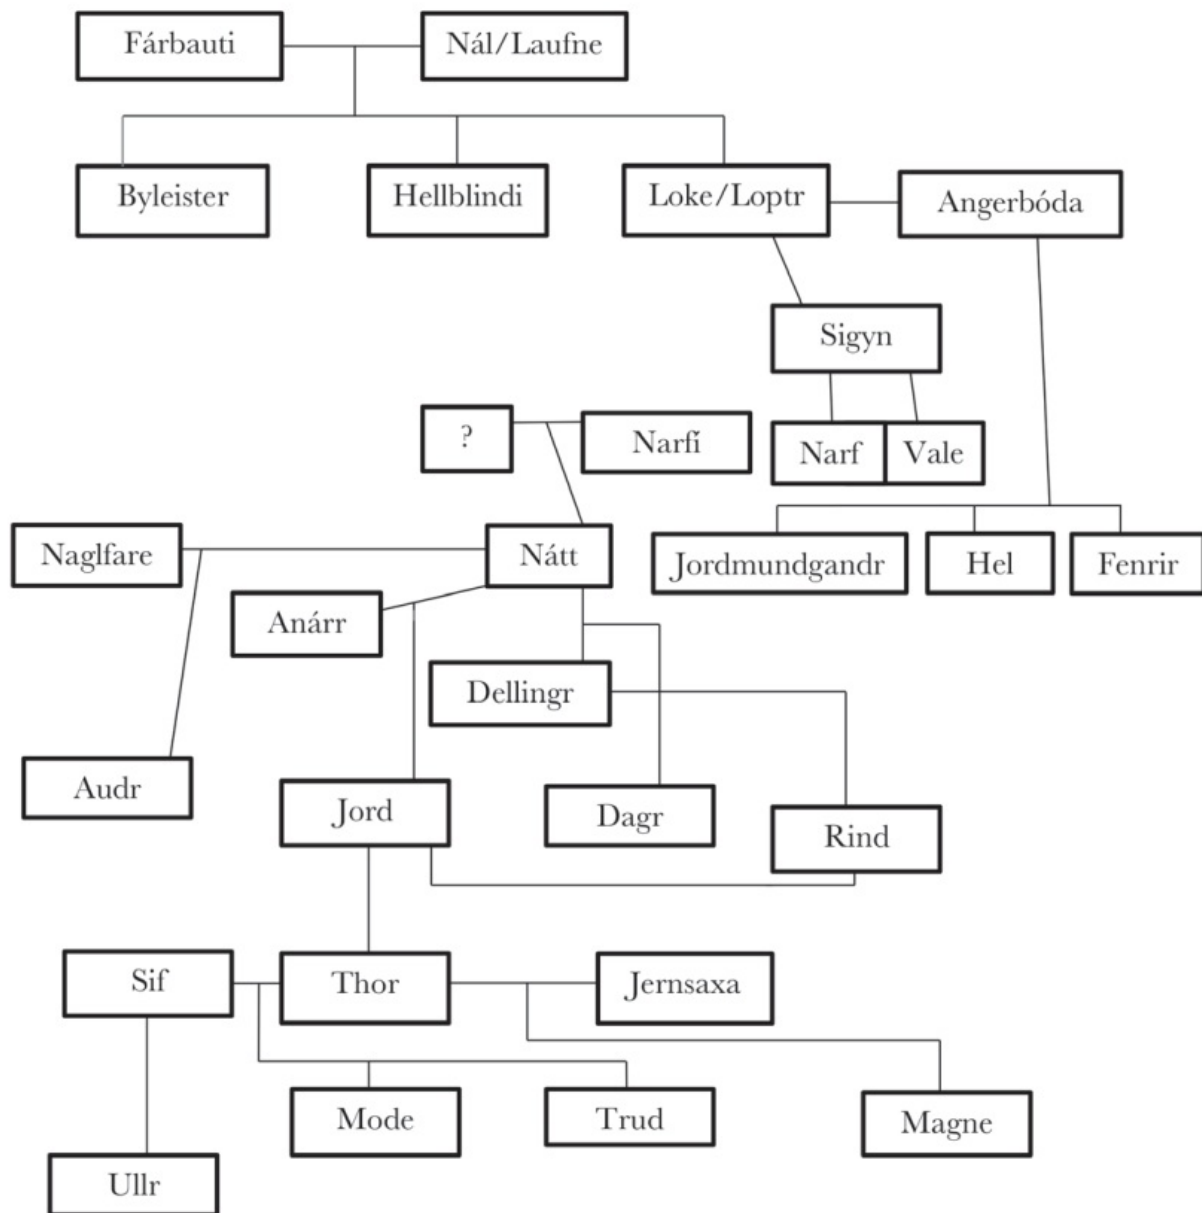 Fárbauti
Nál/Laufne
Byleister
Hellblindi
Loke/Loptr
Angerbóda
Sigyn
?
Narfí
Narf
Vale
Naglfare
Nátt
Jordmundgandr
Hel
Fenrir
Anárr
Dellingr
Audr
Jord
Dagr
Rind
Sif
Thor
Jernsaxa
Mode
Trud
Magne
Ullr